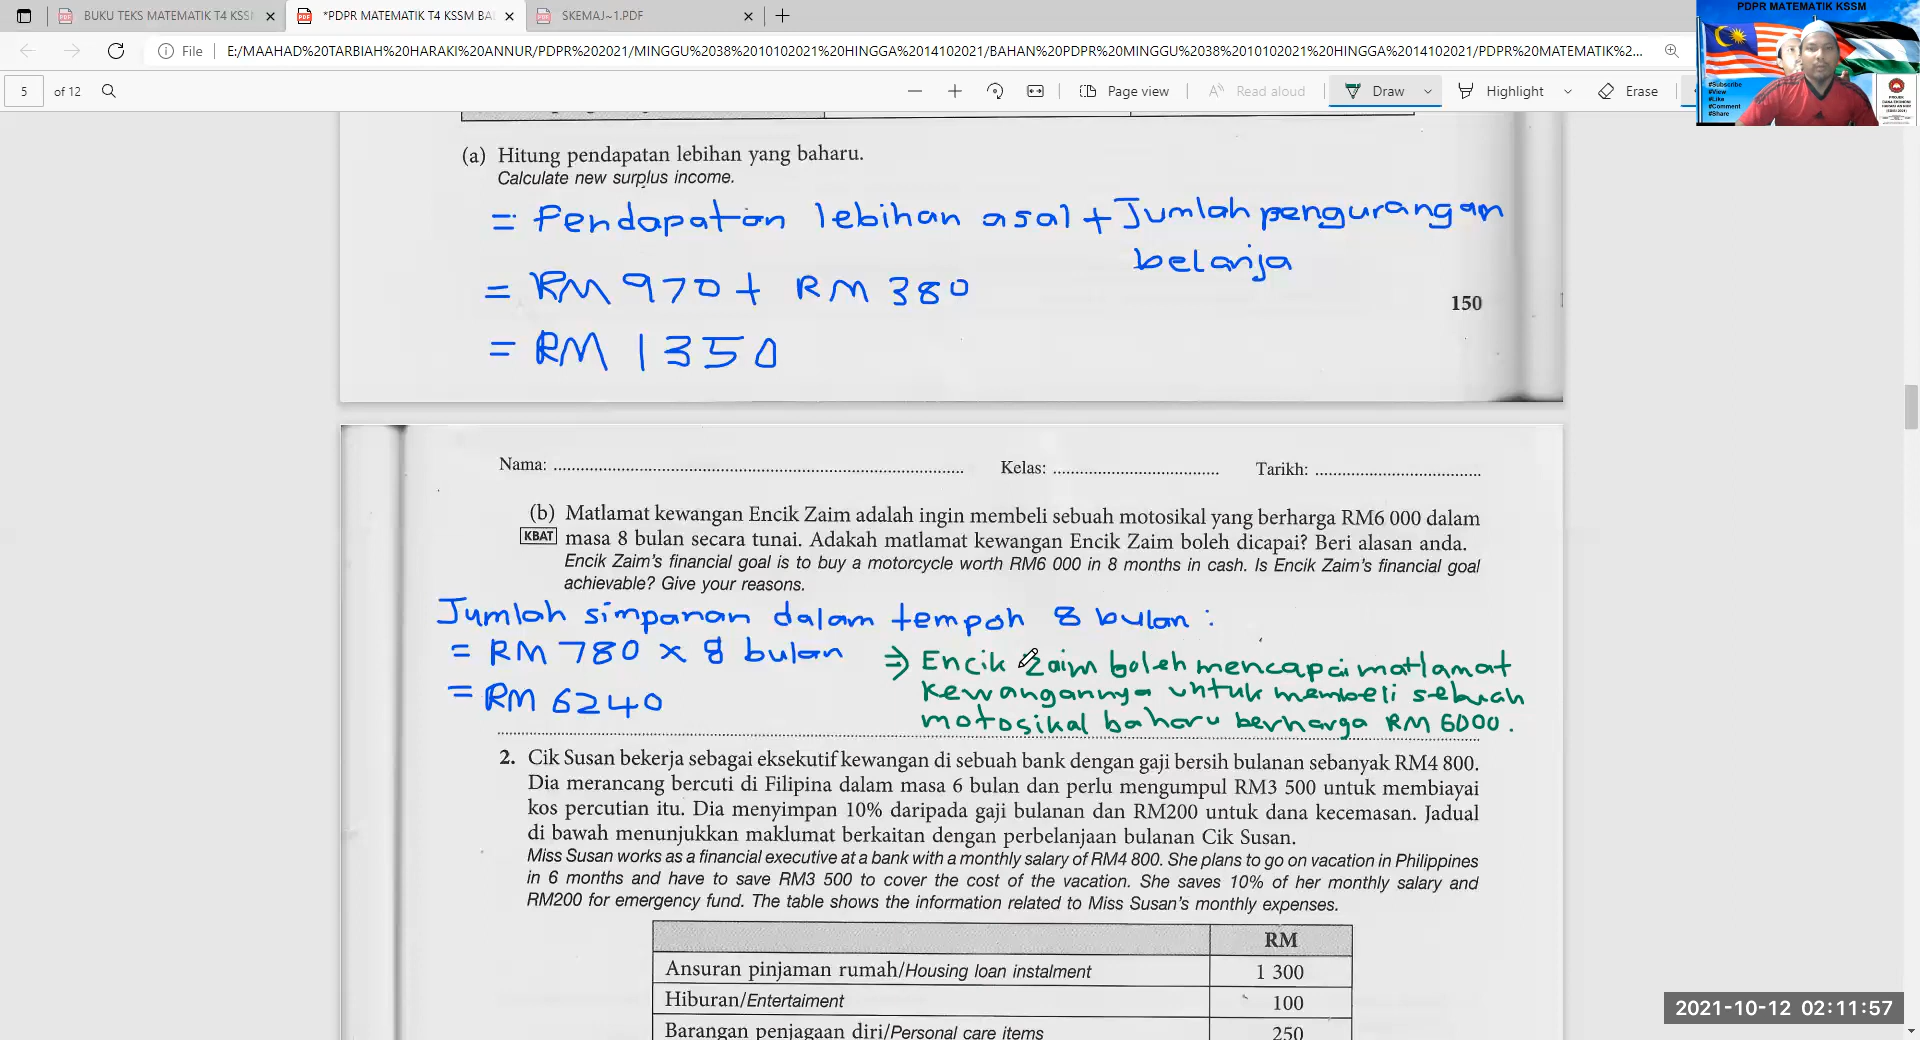 BUKU TEKS MATEMATIK T4 KSS
*PDPR MATEMATIK T4 KSSM BA
SKEMAJ~1.PDF
File
E:/MAAHAD%20TARBIAH%20HARAKI%20ANNUR/PDPR%202021/MINGGU%2038%2010102021%20HINGGA%2014102021/BAHAN%20PDPR%20MINGGU%2038%2010102021%20HINGGA%2014102021/PDPR%20MATEMATIK%2...
5 of 12
Page view
Read aloud
Draw
Highlight
Erase
PDPR MATEMATIK KSSM
#Subscribe
#View
#Like
#Comment
#Share
(a) Hitung pendapatan lebihan yang baharu.
Calculate new surplus income.
= Pendapatan lebihan asal + Jumlah pengurangan
belanja
= RM 970 + RM 380
150
= RM 1350
Nama: Kelas: Tarikh:
(b) Matlamat kewangan Encik Zaim adalah ingin membeli sebuah motosikal yang berharga RM6 000 dalam
KBAT masa 8 bulan secara tunai. Adakah matlamat kewangan Encik Zaim boleh dicapai? Beri alasan anda.
Encik Zaim's financial goal is to buy a motorcycle worth RM6 000 in 8 months in cash. Is Encik Zaim's financial goal
achievable? Give your reasons.
Jumlah simpanan dalam tempoh 8 bulan :
= RM 780 x 8 bulan
= RM 6240
⇒ Encik Zaim boleh mencapai matlamat
kewangannya untuk membeli sebuah
motosikal baharu berharga RM 6000.
2. Cik Susan bekerja sebagai eksekutif kewangan di sebuah bank dengan gaji bersih bulanan sebanyak RM4 800.
Dia merancang bercuti di Filipina dalam masa 6 bulan dan perlu mengumpul RM3 500 untuk membiayai
kos percutian itu. Dia menyimpan 10% daripada gaji bulanan dan RM200 untuk dana kecemasan. Jadual
di bawah menunjukkan maklumat berkaitan dengan perbelanjaan bulanan Cik Susan.
Miss Susan works as a financial executive at a bank with a monthly salary of RM4 800. She plans to go on vacation in Philippines
in 6 months and have to save RM3 500 to cover the cost of the vacation. She saves 10% of her monthly salary and
RM200 for emergency fund. The table shows the information related to Miss Susan's monthly expenses.
RM
Ansuran pinjaman rumah/Housing loan instalment 1 300
Hiburan/Entertaiment 100
Barangan penjagaan diri/Personal care items 250
2021-10-12 02:11:57